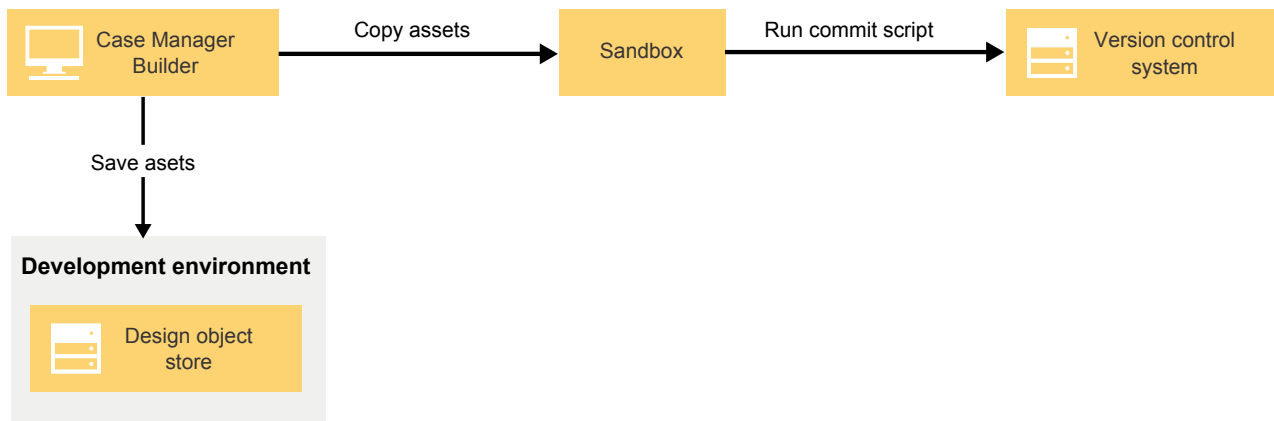 Case Manager
Builder
Copy assets
Sandbox
Run commit script
Version control
system
Save asets
Development environment
Design object
store